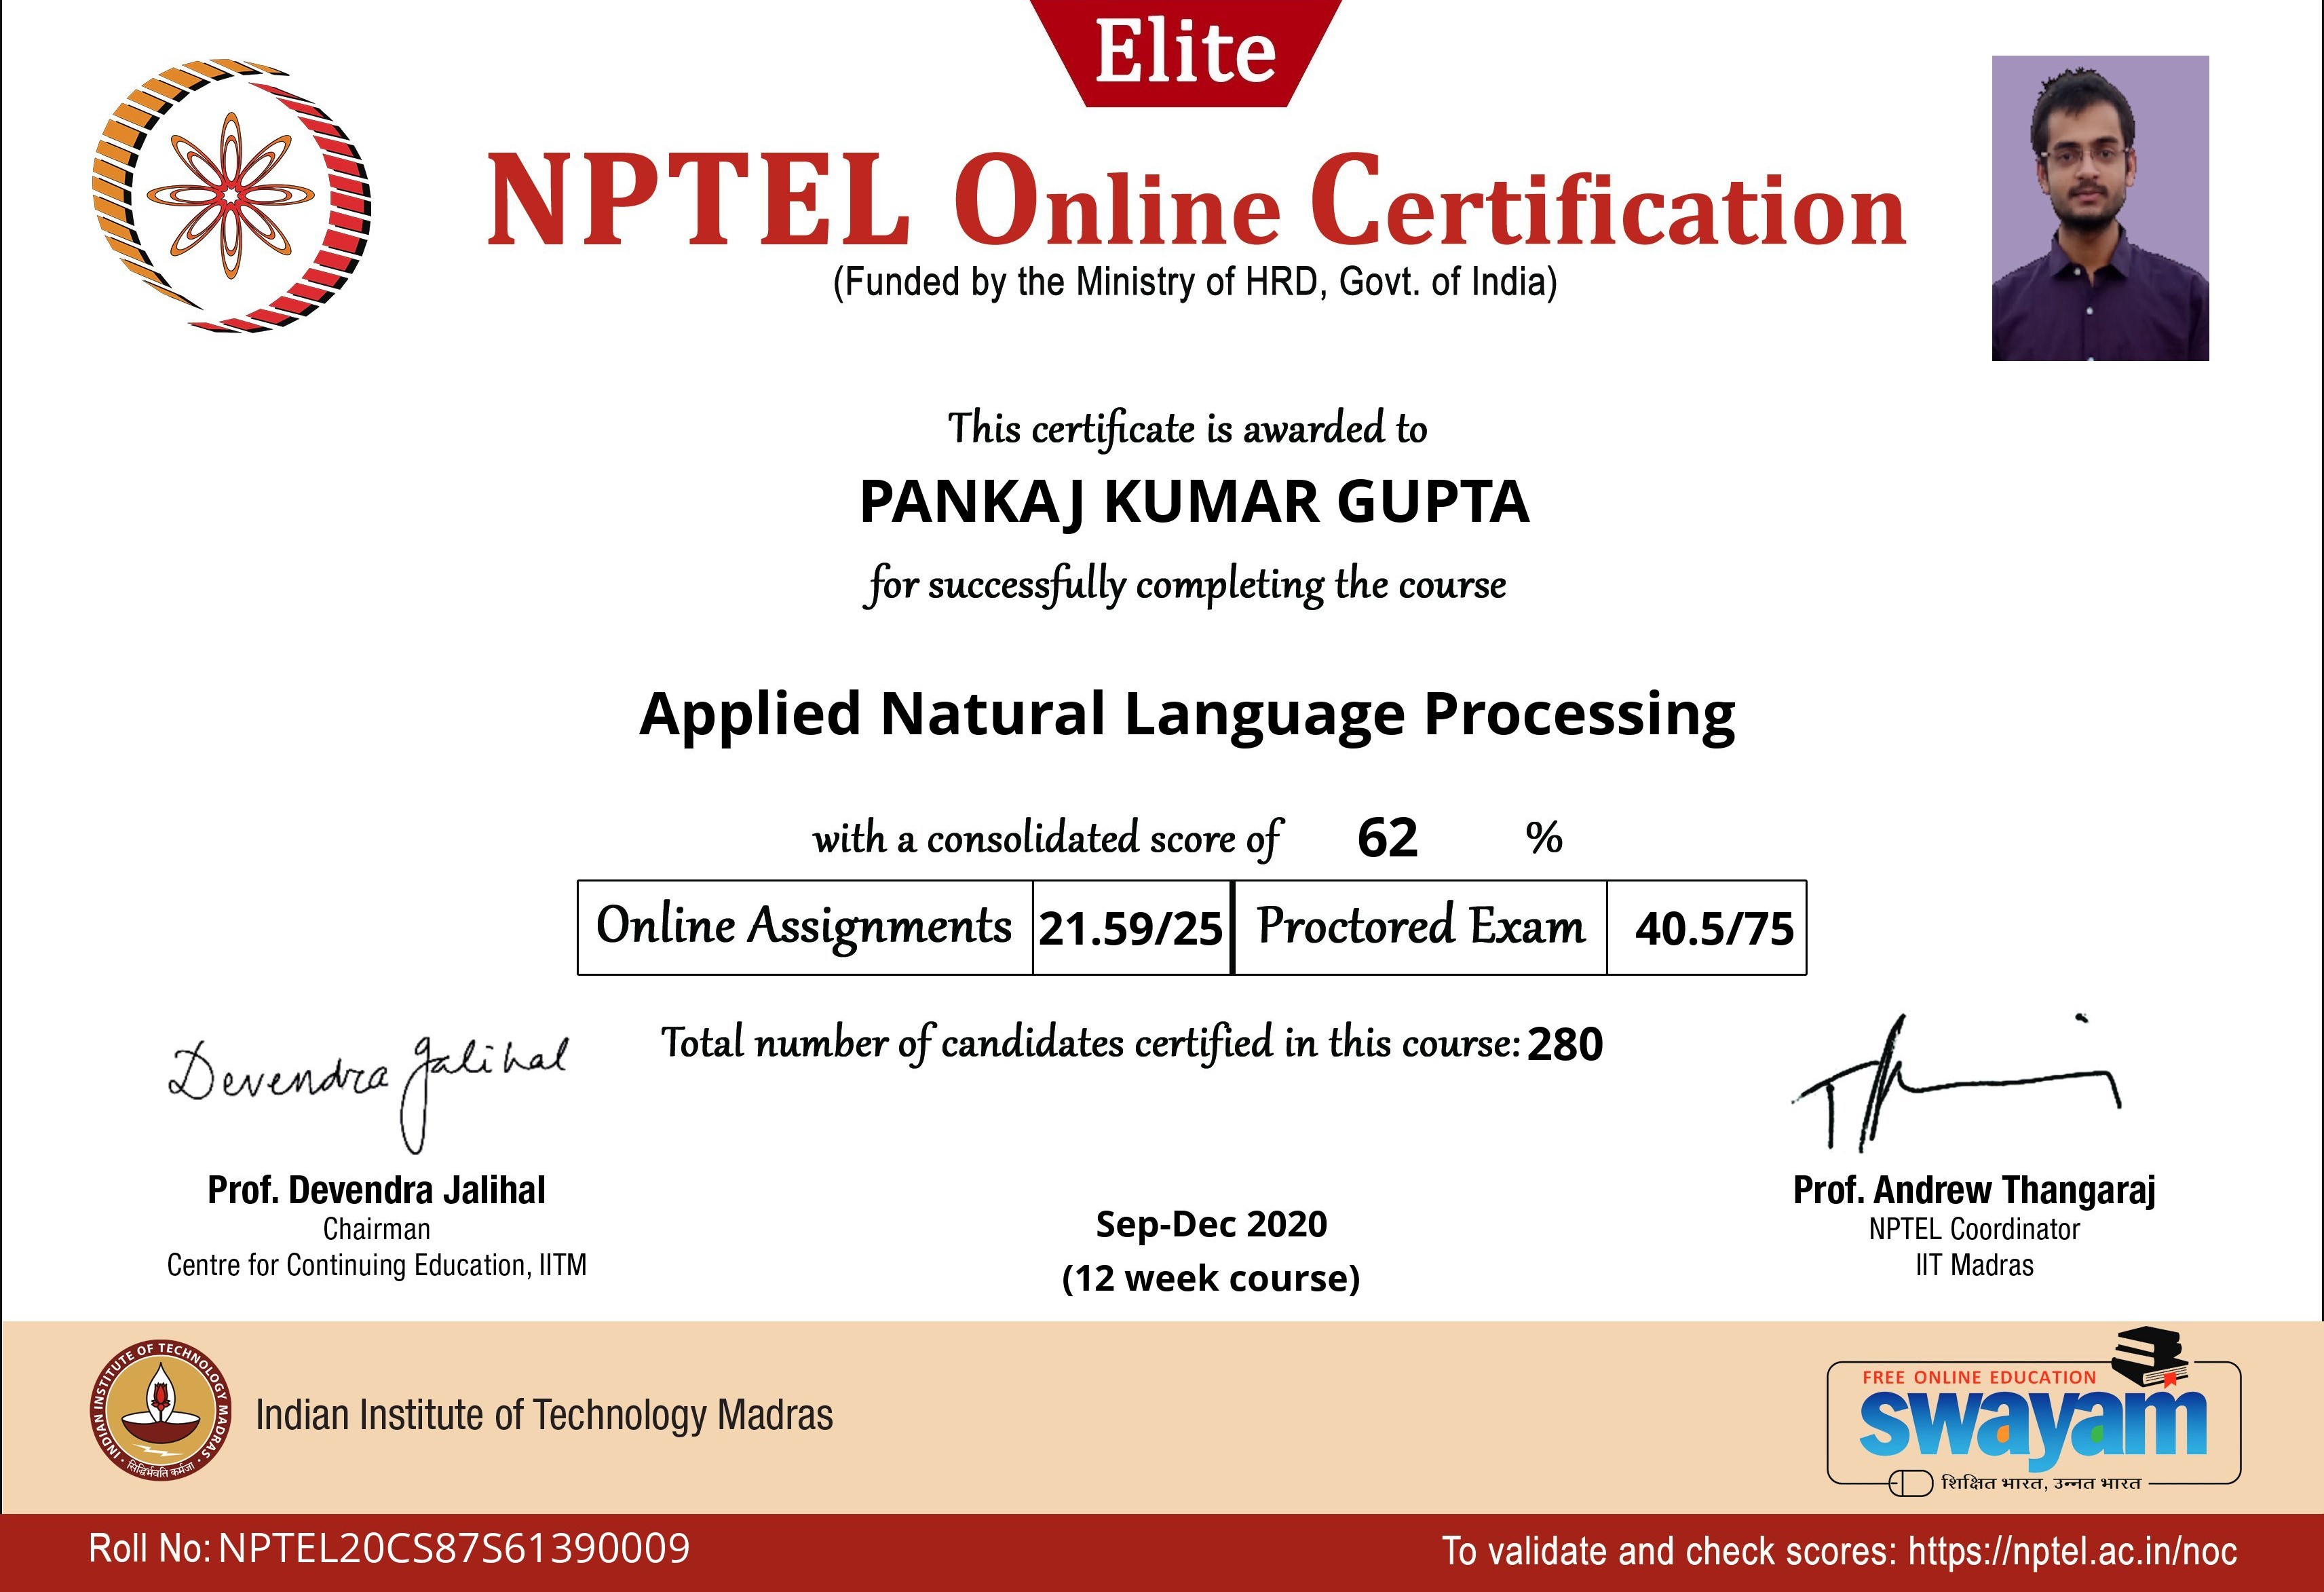 Elite
NPTEL Online Certification
(Funded by the Ministry of HRD, Govt. of India)
This certificate is awarded to
PANKAJ KUMAR GUPTA
for successfully completing the course
Applied Natural Language Processing
with a consolidated score of 62 %
Online Assignments 21.59/25 Proctored Exam 40.5/75
Total number of candidates certified in this course: 280
Devendra Jalihal
Prof. Devendra Jalihal
Chairman
Centre for Continuing Education, IITM
Sep-Dec 2020
(12 week course)
Prof. Andrew Thangaraj
NPTEL Coordinator
IIT Madras
INDIAN INSTITUTE OF TECHNOLOGY MADRAS
सिद्धिर्भवति कर्मजा
Indian Institute of Technology Madras
FREE ONLINE EDUCATION
swayam
शिक्षित भारत, उन्नत भारत
Roll No: NPTEL20CS87S61390009
To validate and check scores: https://nptel.ac.in/noc